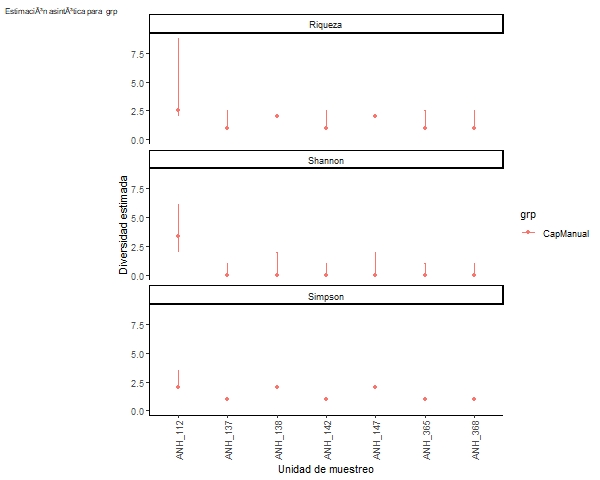 EstimaciÃ³n asintÃ³tica para grp
Riqueza
7.5
5.0
2.5
0.0
Shannon
7.5
5.0
2.5
0.0
Simpson
7.5
5.0
2.5
0.0
Diversidad estimada
ANH_112
ANH_137
ANH_138
ANH_142
ANH_147
ANH_365
ANH_368
Unidad de muestreo
grp
CapManual